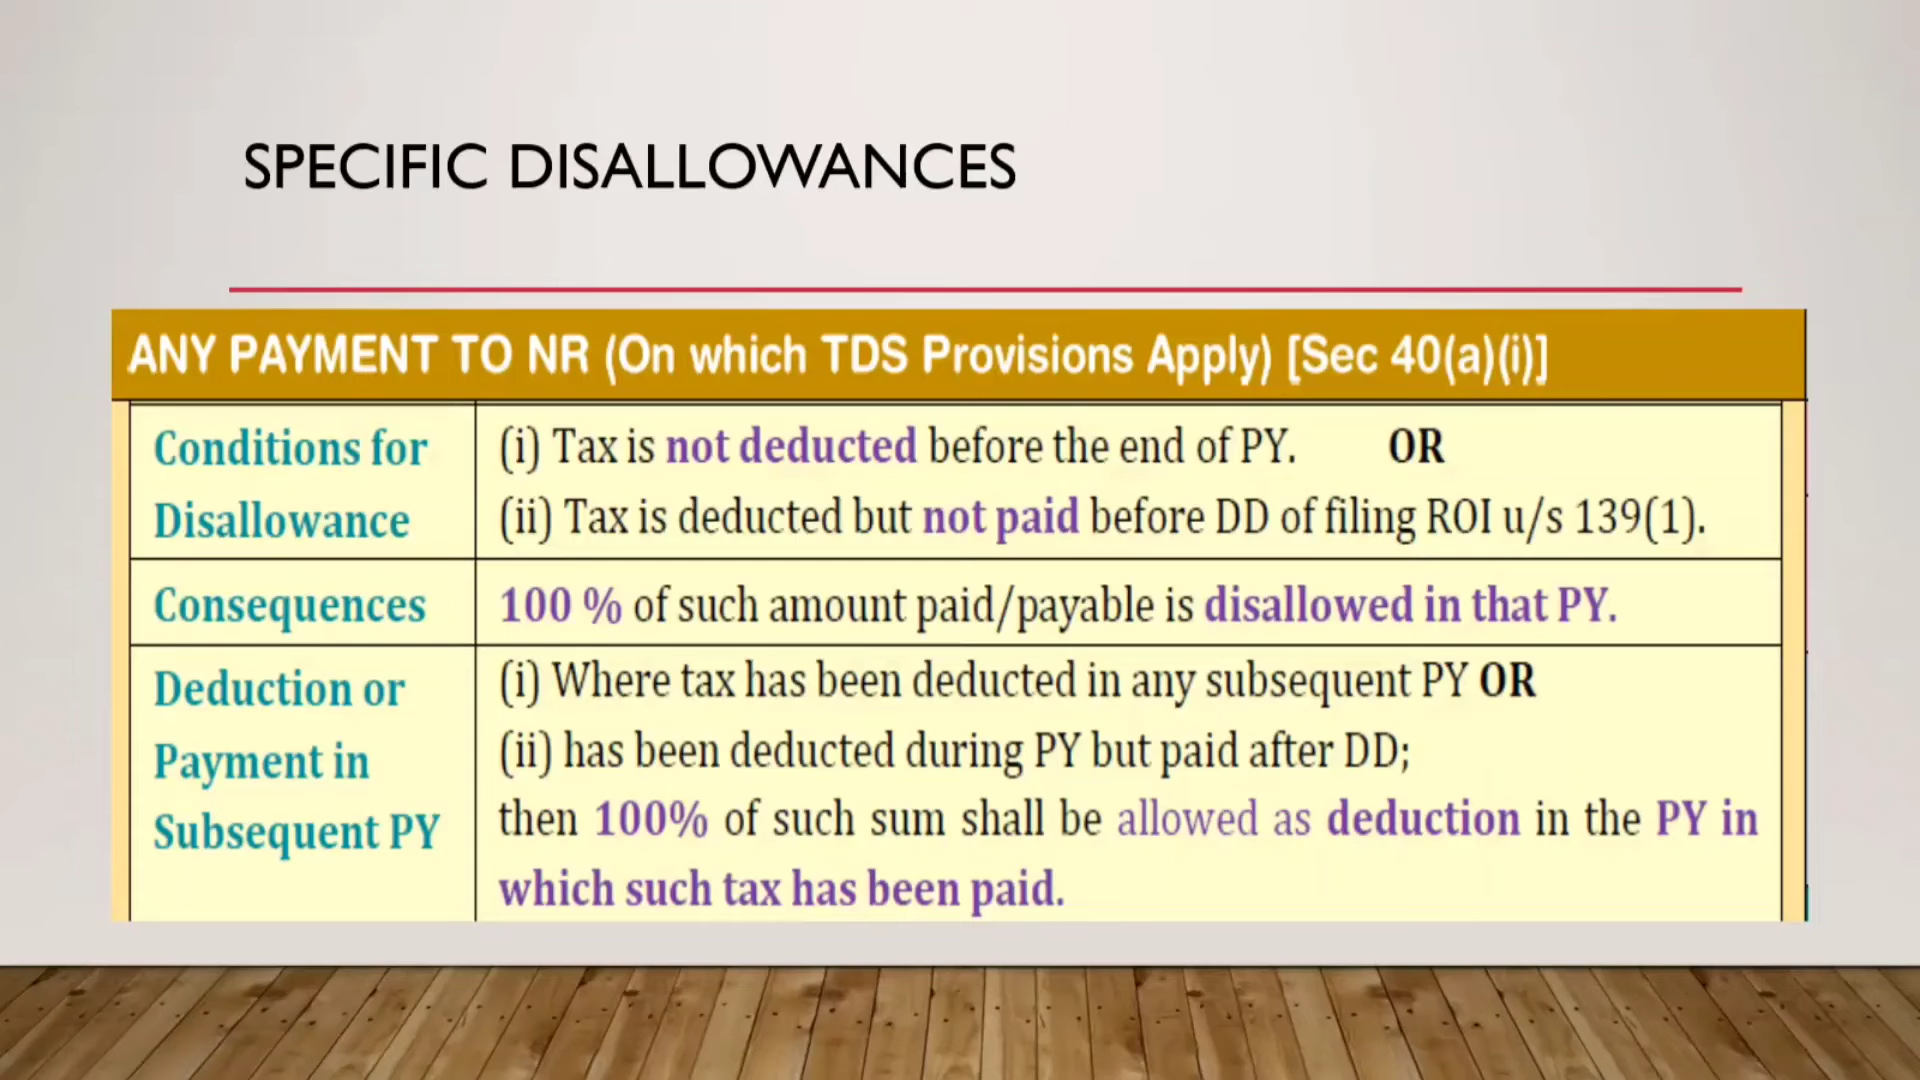 SPECIFIC DISALLOWANCES
ANY PAYMENT TO NR (On which TDS Provisions Apply) [Sec 40(a)(i)]
Conditions for
Disallowance
(i) Tax is not deducted before the end of PY. OR
(ii) Tax is deducted but not paid before DD of filing ROI u/s 139(1).
Consequences
100 % of such amount paid/payable is disallowed in that PY.
Deduction or
Payment in
Subsequent PY
(i) Where tax has been deducted in any subsequent PY OR
(ii) has been deducted during PY but paid after DD;
then 100% of such sum shall be allowed as deduction in the PY in
which such tax has been paid.